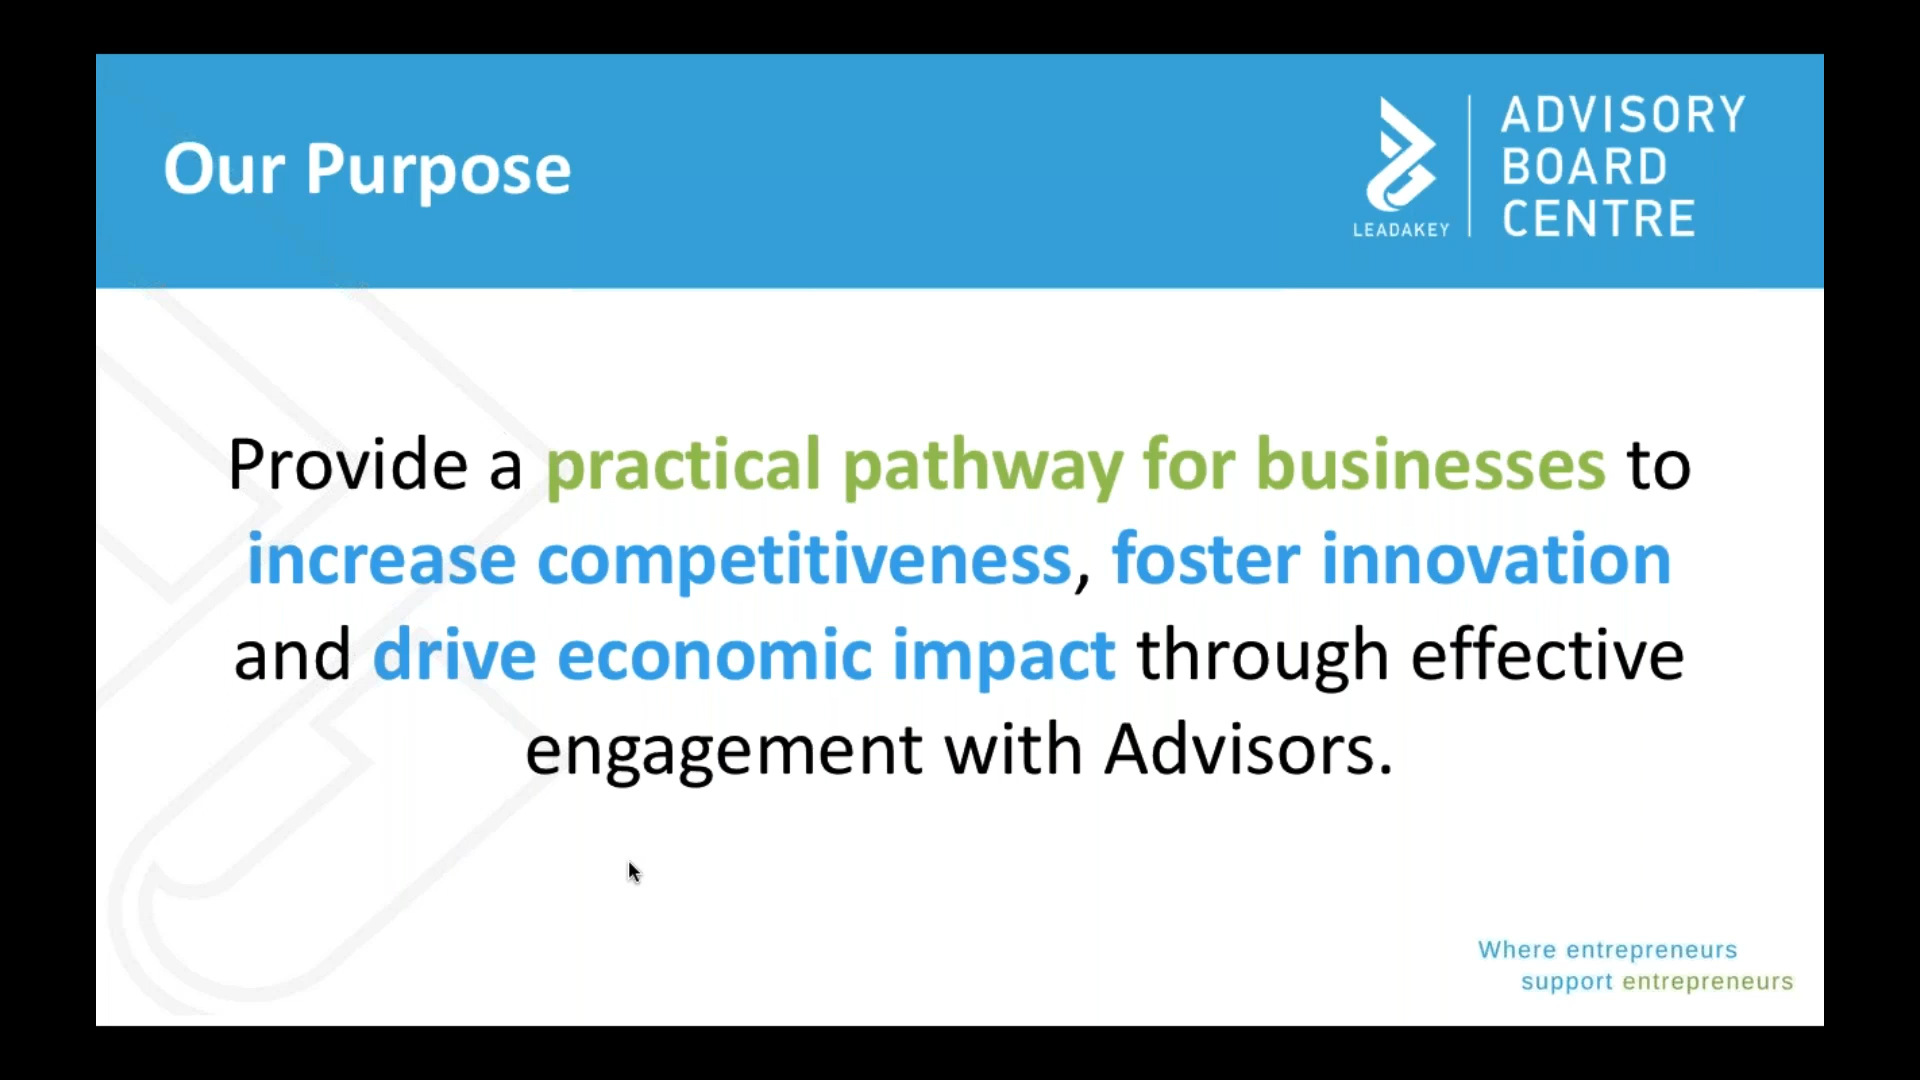 Our Purpose
LEADAKEY
ADVISORY
BOARD
CENTRE
Provide a practical pathway for businesses to
increase competitiveness, foster innovation
and drive economic impact through effective
engagement with Advisors.
Where entrepreneurs
support entrepreneurs